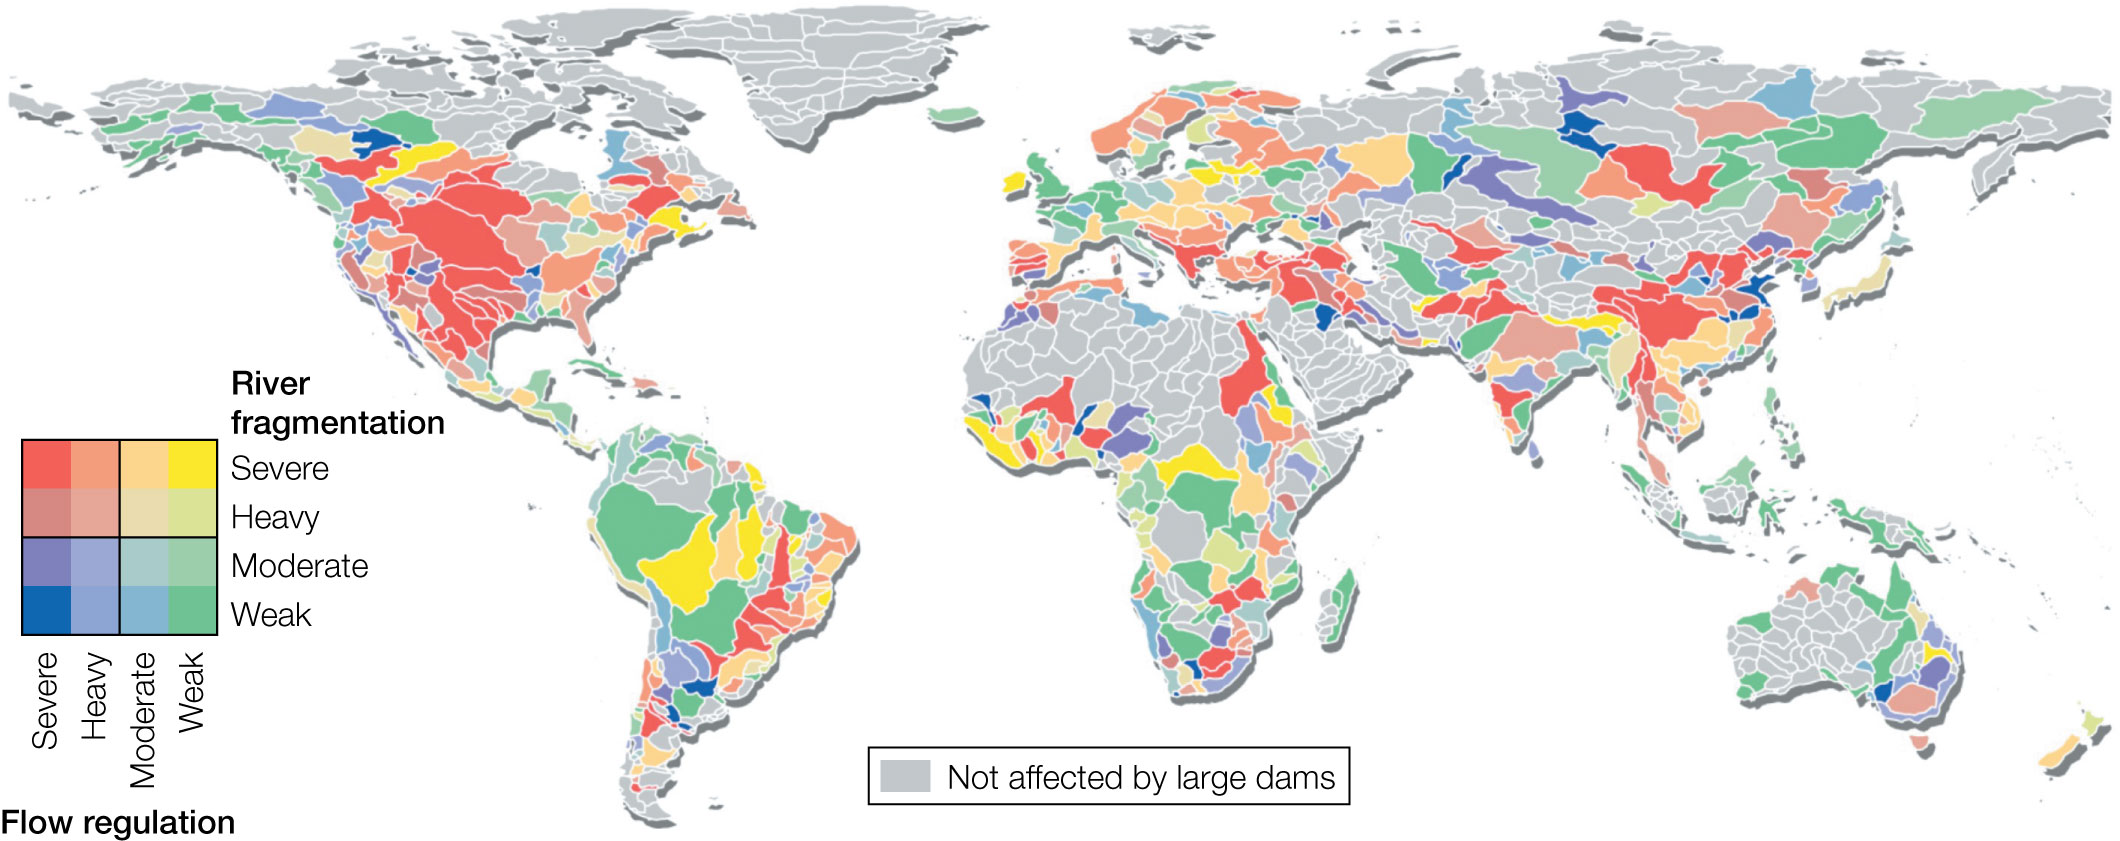 River
fragmentation
Severe
Heavy
Moderate
Weak
Severe
Heavy
Moderate
Weak
Flow regulation
Not affected by large dams